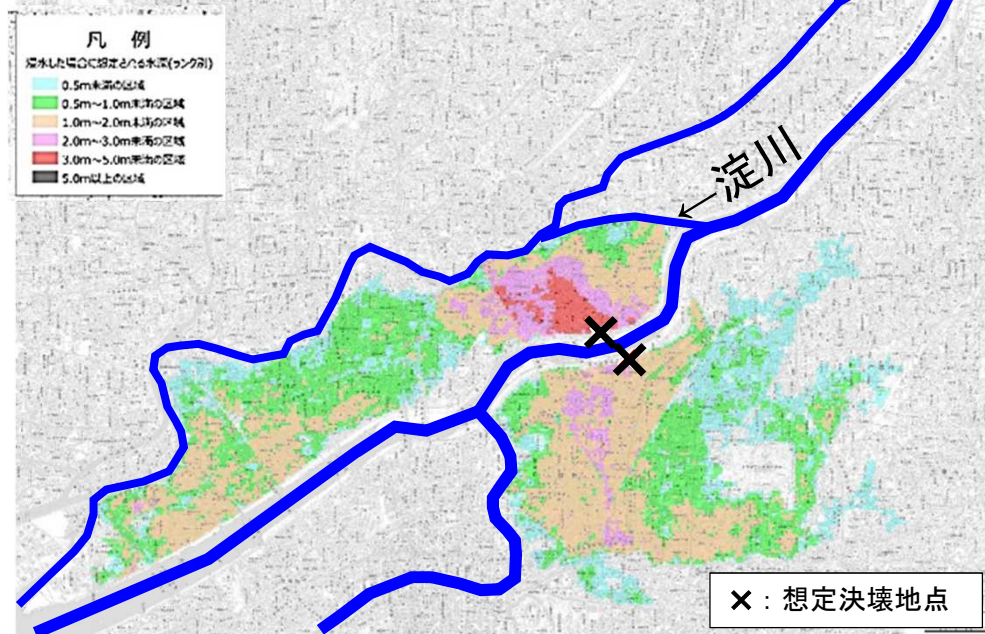 凡 例
浸水した場合に想定される水深(ランク別)
0.5m未満の区域
0.5m～1.0m未満の区域
1.0m～2.0m未満の区域
2.0m～3.0m未満の区域
3.0m～5.0m未満の区域
5.0m以上の区域
←淀川
×：想定決壊地点